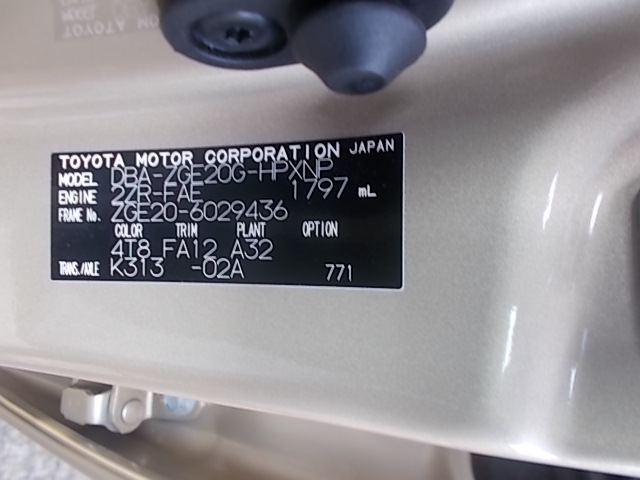 TOYOTA MOTOR CORPORATION JAPAN
MODEL DBA-ZGE20G-HPXNP
ENGINE 2ZR-FAE 1797 mL
FRAME No. ZGE20-6029436
COLOR TRIM PLANT OPTION
4T8 FA12 A32
TRANS./AXLE K313 -02A 771